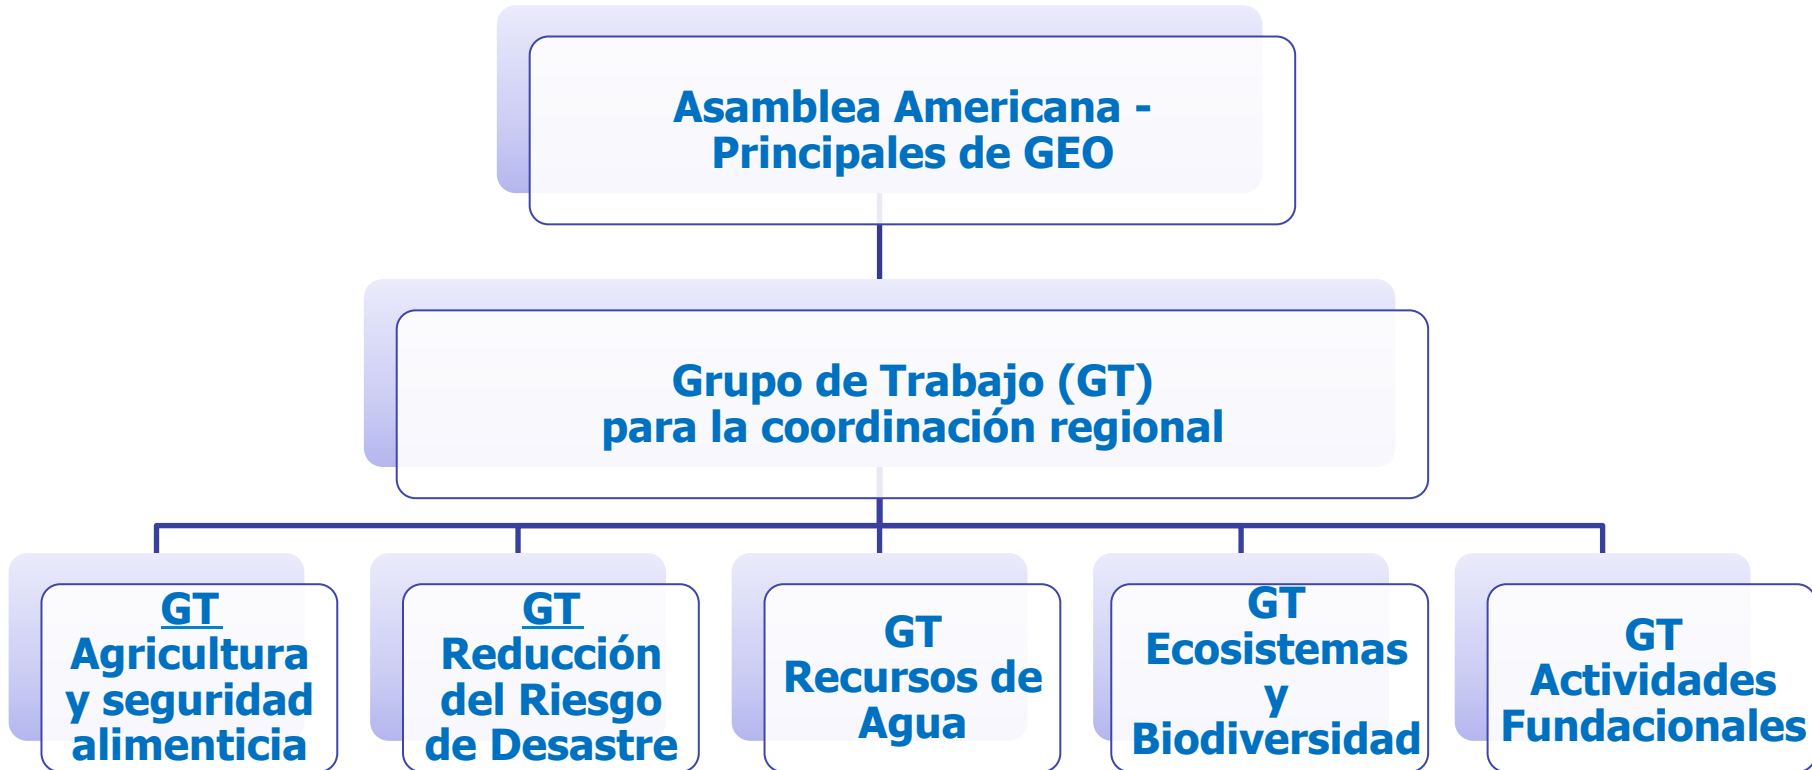 Asamblea Americana -
Principales de GEO
Grupo de Trabajo (GT)
para la coordinación regional
GT
Agricultura
y seguridad
alimenticia
GT
Reducción
del Riesgo
de Desastre
GT
Recursos de
Agua
GT
Ecosistemas
y
Biodiversidad
GT
Actividades
Fundacionales